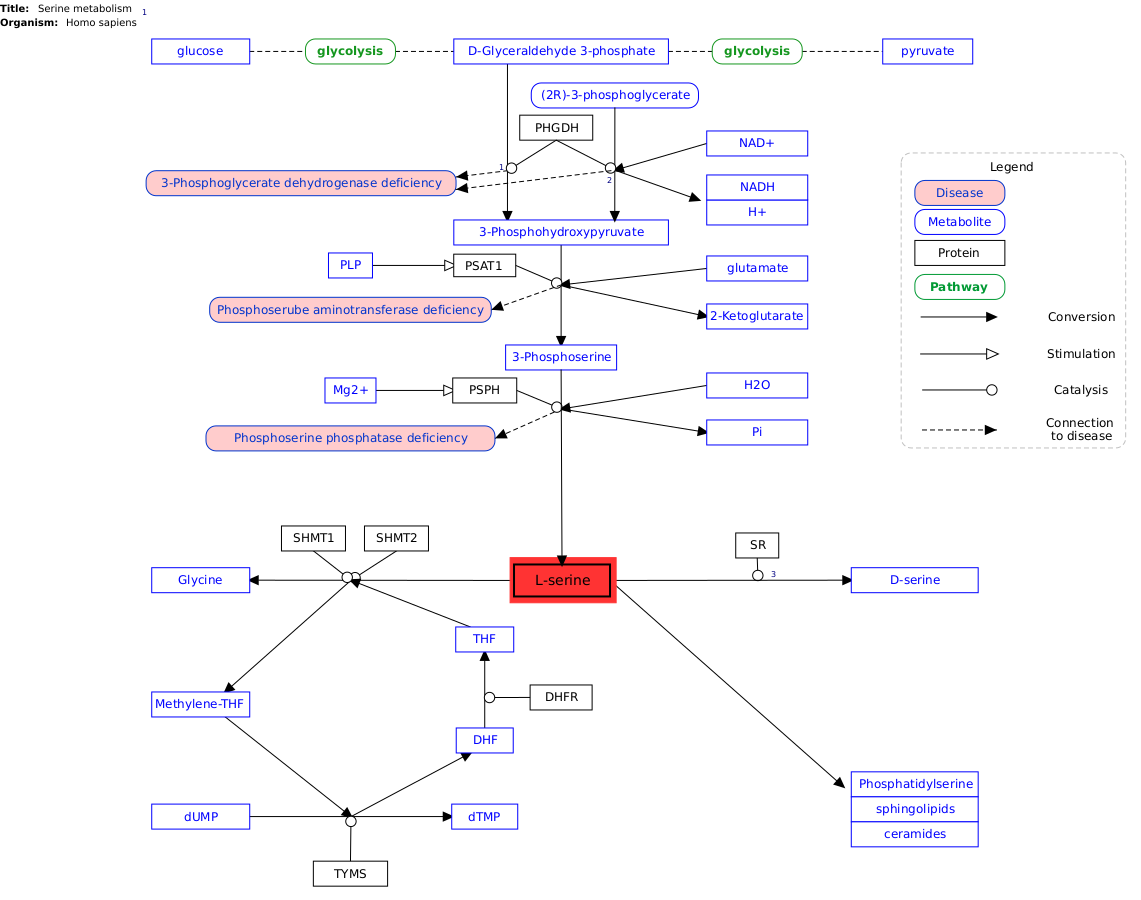 Title: Serine metabolism 1
Organism: Homo sapiens
glucose glycolysis D-Glyceraldehyde 3-phosphate glycolysis pyruvate
(2R)-3-phosphoglycerate
PHGDH
NAD+
1
2
3-Phosphoglycerate dehydrogenase deficiency
NADH
H+
3-Phosphohydroxypyruvate
PLP PSAT1 glutamate
Phosphoserube aminotransferase deficiency
2-Ketoglutarate
3-Phosphoserine
Mg2+ PSPH H2O
Phosphoserine phosphatase deficiency
Pi
Legend
Disease
Metabolite
Protein
Pathway
Conversion
Stimulation
Catalysis
Connection
to disease
SHMT1 SHMT2 SR
Glycine L-serine 3 D-serine
THF
Methylene-THF DHFR
DHF
dUMP dTMP
Phosphatidylserine
sphingolipids
ceramides
TYMS